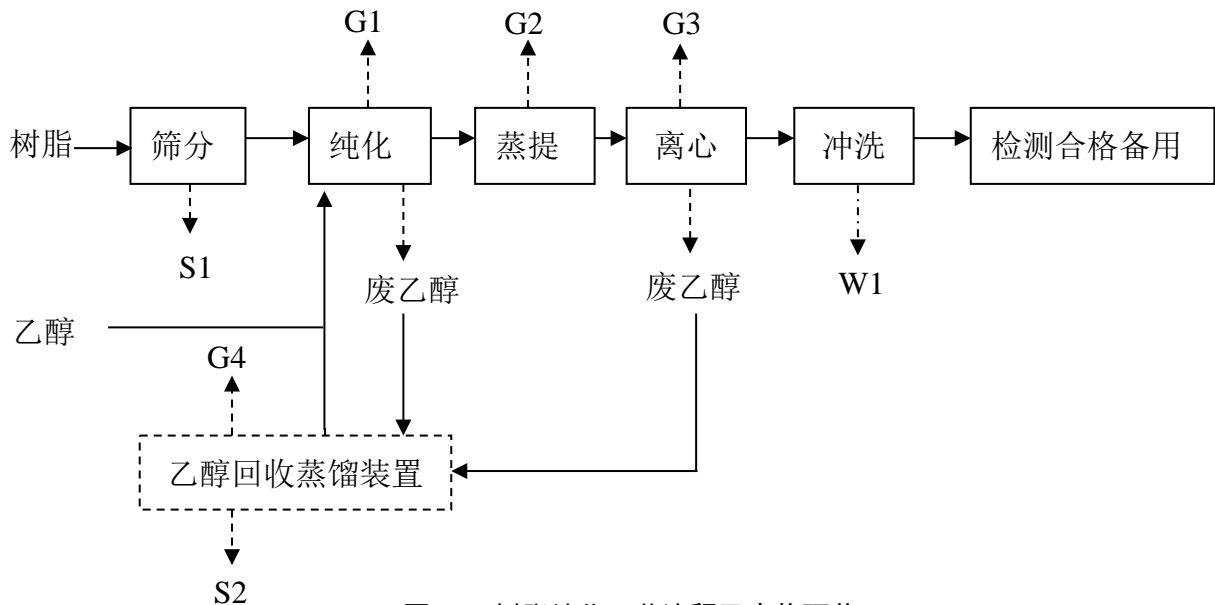 G1 G2 G3
树脂 筛分 纯化 蒸提 离心 冲洗 检测合格备用
S1 废乙醇 废乙醇 W1
乙醇
G4
乙醇回收蒸馏装置
S2